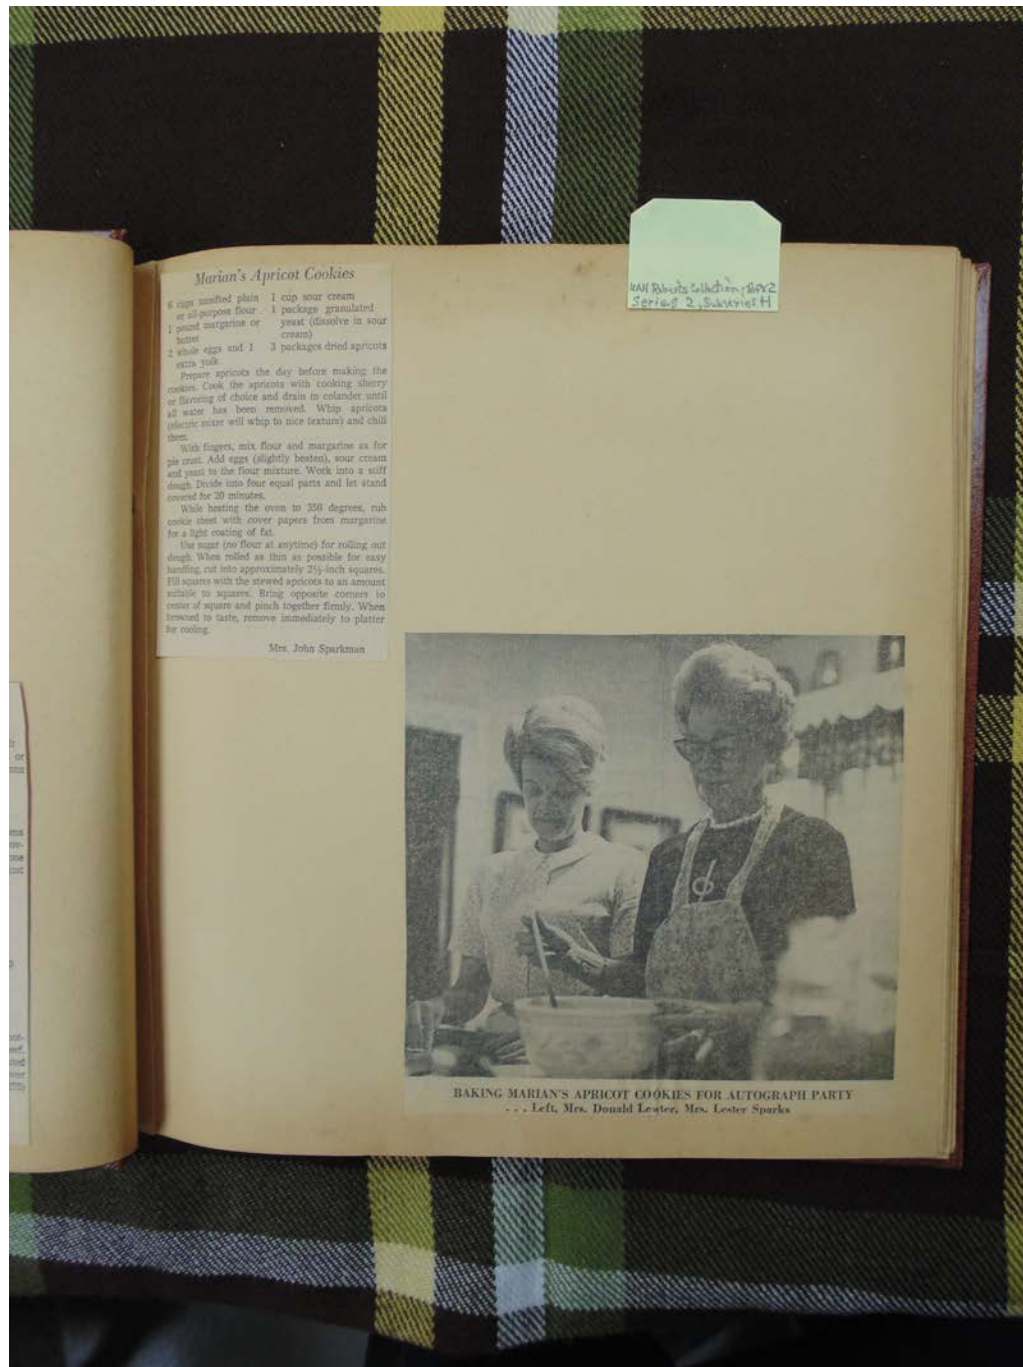 Marian's Apricot Cookies
6 cups unsifted plain
or all-purpose flour
1 pound margarine or
butter
2 whole eggs and 1
extra yolk
1 cup sour cream
1 package granulated
yeast (dissolve in sour
cream)
3 packages dried apricots
Prepare apricots the day before making the
cookies. Cook the apricots with cooking sherry
or flavoring of choice and drain in colander until
all water has been removed. Whip apricots
(electric mixer will whip to nice texture) and chill
them.
With fingers, mix flour and margarine as for
pie crust. Add eggs (slightly beaten), sour cream
and yeast to the flour mixture. Work into a stiff
dough. Divide into four equal parts and let stand
covered for 20 minutes.
While heating the oven to 350 degrees, rub
cookie sheet with cover papers from margarine
for a light coating of fat.
Use sugar (no flour at anytime) for rolling out
dough. When rolled as thin as possible for easy
handling, cut into approximately 2½-inch squares.
Fill squares with the stewed apricots to an amount
suitable to squares. Bring opposite corners to
center of square and pinch together firmly. When
browned to taste, remove immediately to platter
for cooling.
Mrs. John Sparkman
Roberts Collection, Box 2
Series 2, Subseries H
BAKING MARIAN'S APRICOT COOKIES FOR AUTOGRAPH PARTY
. . . Left, Mrs. Donald Lester, Mrs. Lester Sparks